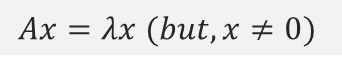 Ax = λx (but, x ≠ 0)